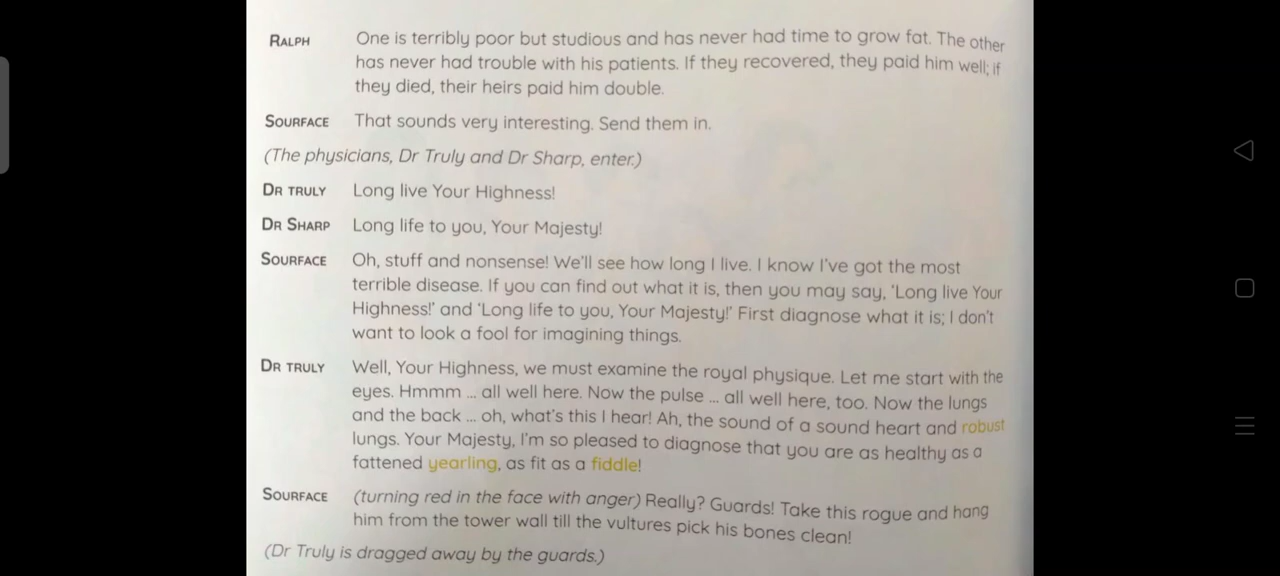 RALPH One is terribly poor but studious and has never had time to grow fat. The other
has never had trouble with his patients. If they recovered, they paid him well; if
they died, their heirs paid him double.
SOURFACE That sounds very interesting. Send them in.
(The physicians, Dr Truly and Dr Sharp, enter.)
DR TRULY Long live Your Highness!
DR SHARP Long life to you, Your Majesty!
SOURFACE Oh, stuff and nonsense! We'll see how long I live. I know I've got the most
terrible disease. If you can find out what it is, then you may say, 'Long live Your
Highness!' and 'Long life to you, Your Majesty!' First diagnose what it is; I don't
want to look a fool for imagining things.
DR TRULY Well, Your Highness, we must examine the royal physique. Let me start with the
eyes. Hmmm ... all well here. Now the pulse ... all well here, too. Now the lungs
and the back ... oh, what's this I hear! Ah, the sound of a sound heart and robust
lungs. Your Majesty, I'm so pleased to diagnose that you are as healthy as a
fattened yearling, as fit as a fiddle!
SOURFACE (turning red in the face with anger) Really? Guards! Take this rogue and hang
him from the tower wall till the vultures pick his bones clean!
(Dr Truly is dragged away by the guards.)